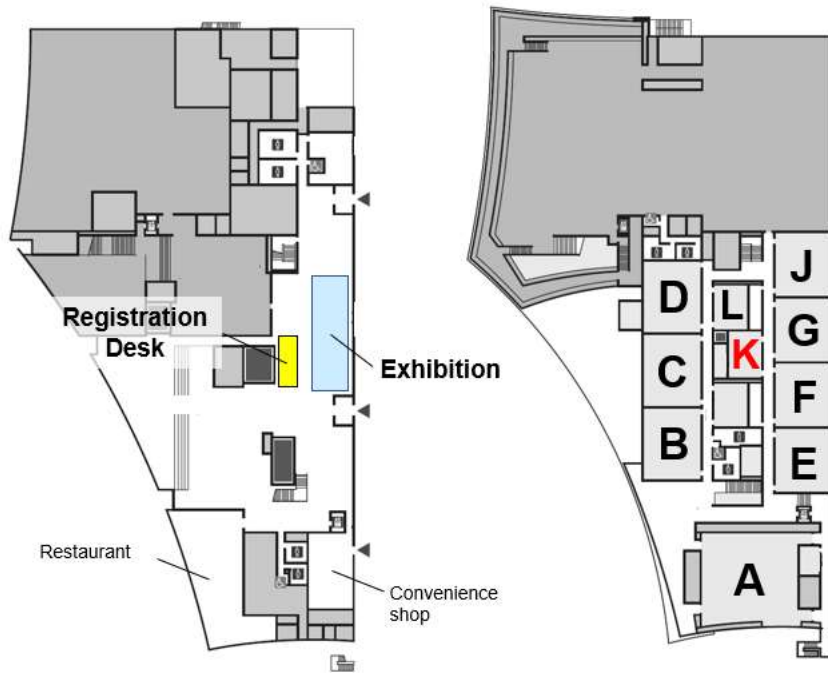 Registration
Desk
Exhibition
Restaurant
Convenience
shop
J
D
L
G
K
C
F
B
E
A